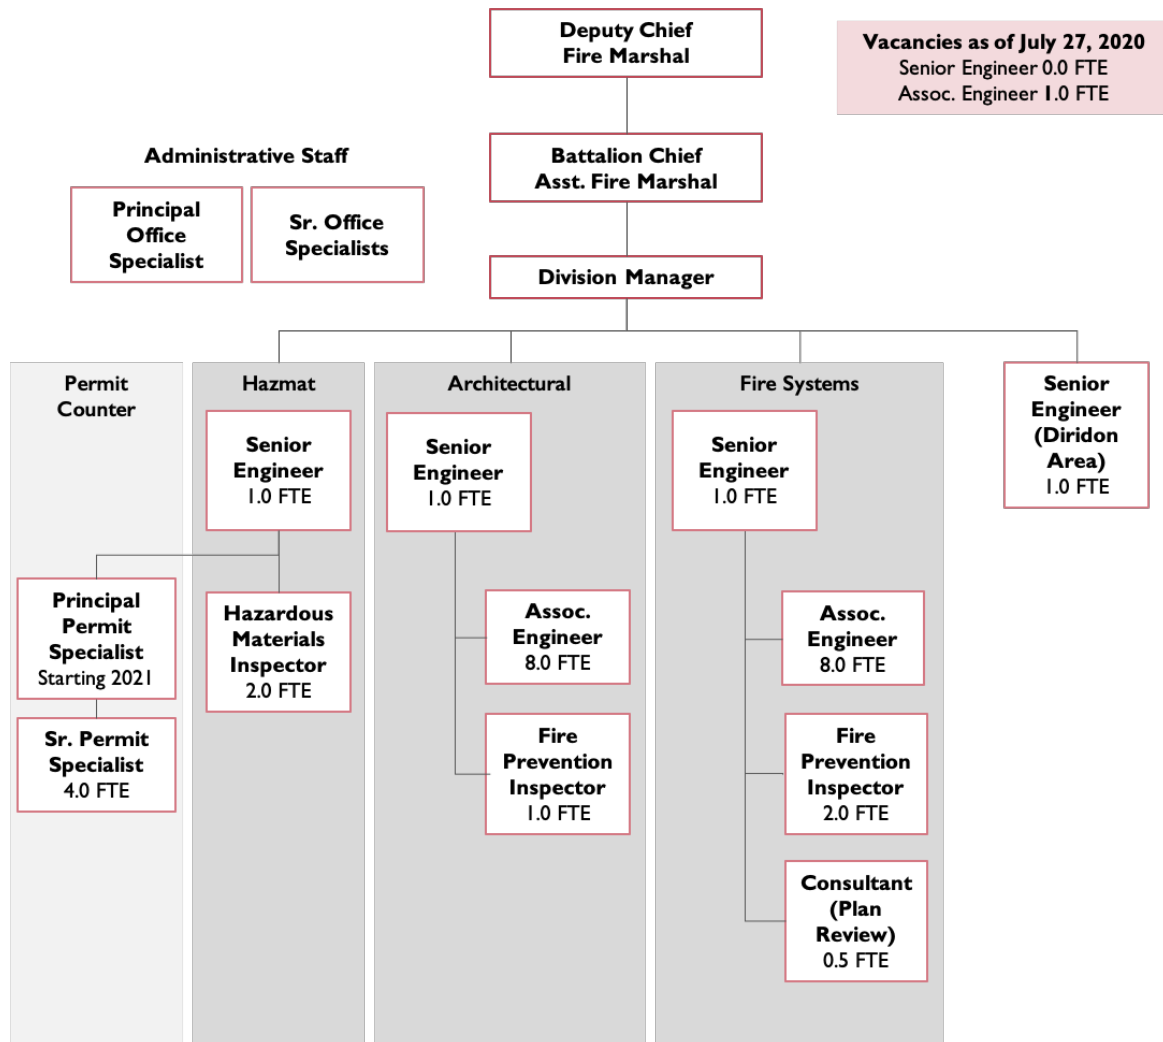 Deputy Chief
Fire Marshal
Vacancies as of July 27, 2020
Senior Engineer 0.0 FTE
Assoc. Engineer 1.0 FTE
Administrative Staff
Principal
Office
Specialist
Sr. Office
Specialists
Battalion Chief
Asst. Fire Marshal
Division Manager
Permit
Counter
Principal
Permit
Specialist
Starting 2021
Sr. Permit
Specialist
4.0 FTE
Hazmat
Senior
Engineer
1.0 FTE
Hazardous
Materials
Inspector
2.0 FTE
Architectural
Senior
Engineer
1.0 FTE
Assoc.
Engineer
8.0 FTE
Fire
Prevention
Inspector
1.0 FTE
Fire Systems
Senior
Engineer
1.0 FTE
Assoc.
Engineer
8.0 FTE
Fire
Prevention
Inspector
2.0 FTE
Consultant
(Plan
Review)
0.5 FTE
Senior
Engineer
(Diridon
Area)
1.0 FTE